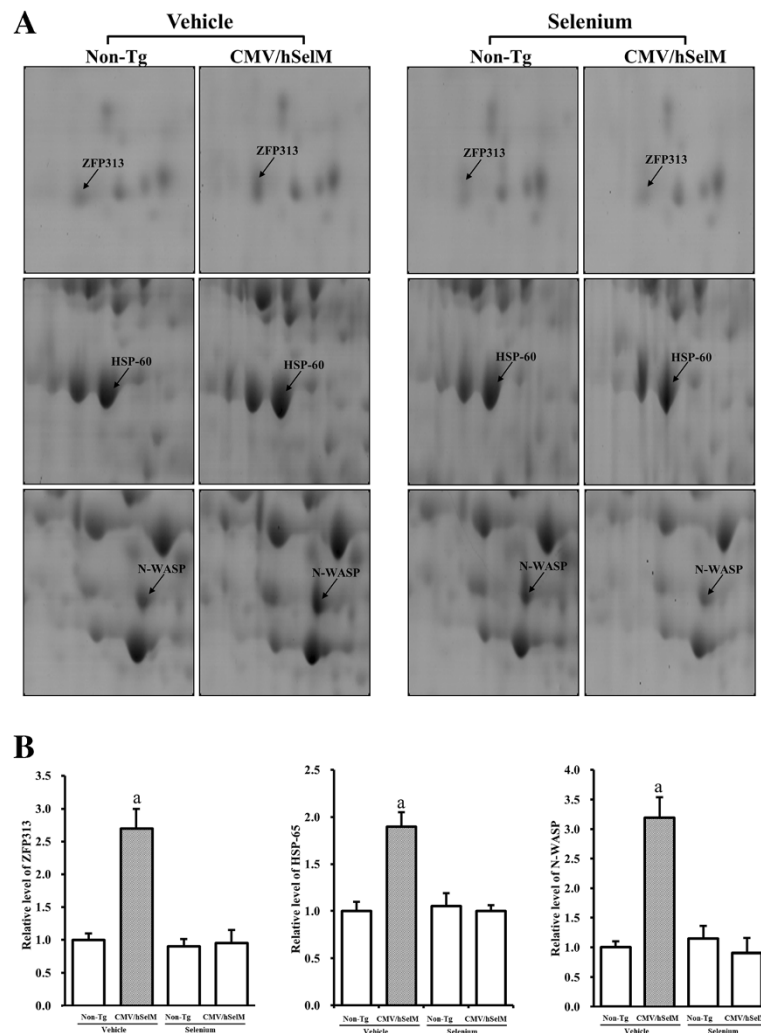 A
Vehicle
Selenium
Non-Tg
CMV/hSelM
Non-Tg
CMV/hSelM
ZFP313
ZFP313
ZFP313
ZFP313
HSP-60
HSP-60
HSP-60
HSP-60
N-WASP
N-WASP
N-WASP
N-WASP
B
Relative level of ZFP313
3.5
3.0
2.5
2.0
1.5
1.0
0.5
0.0
a
Non-Tg CMV/hSelM Non-Tg CMV/hSelM
Vehicle Selenium
Relative level of HSP-65
2.5
2.0
1.5
1.0
0.5
0.0
a
Non-Tg CMV/hSelM Non-Tg CMV/hSelM
Vehicle Selenium
Relative level of N-WASP
4.0
3.5
3.0
2.5
2.0
1.5
1.0
0.5
0.0
a
Non-Tg CMV/hSelM Non-Tg CMV/hSelM
Vehicle Selenium